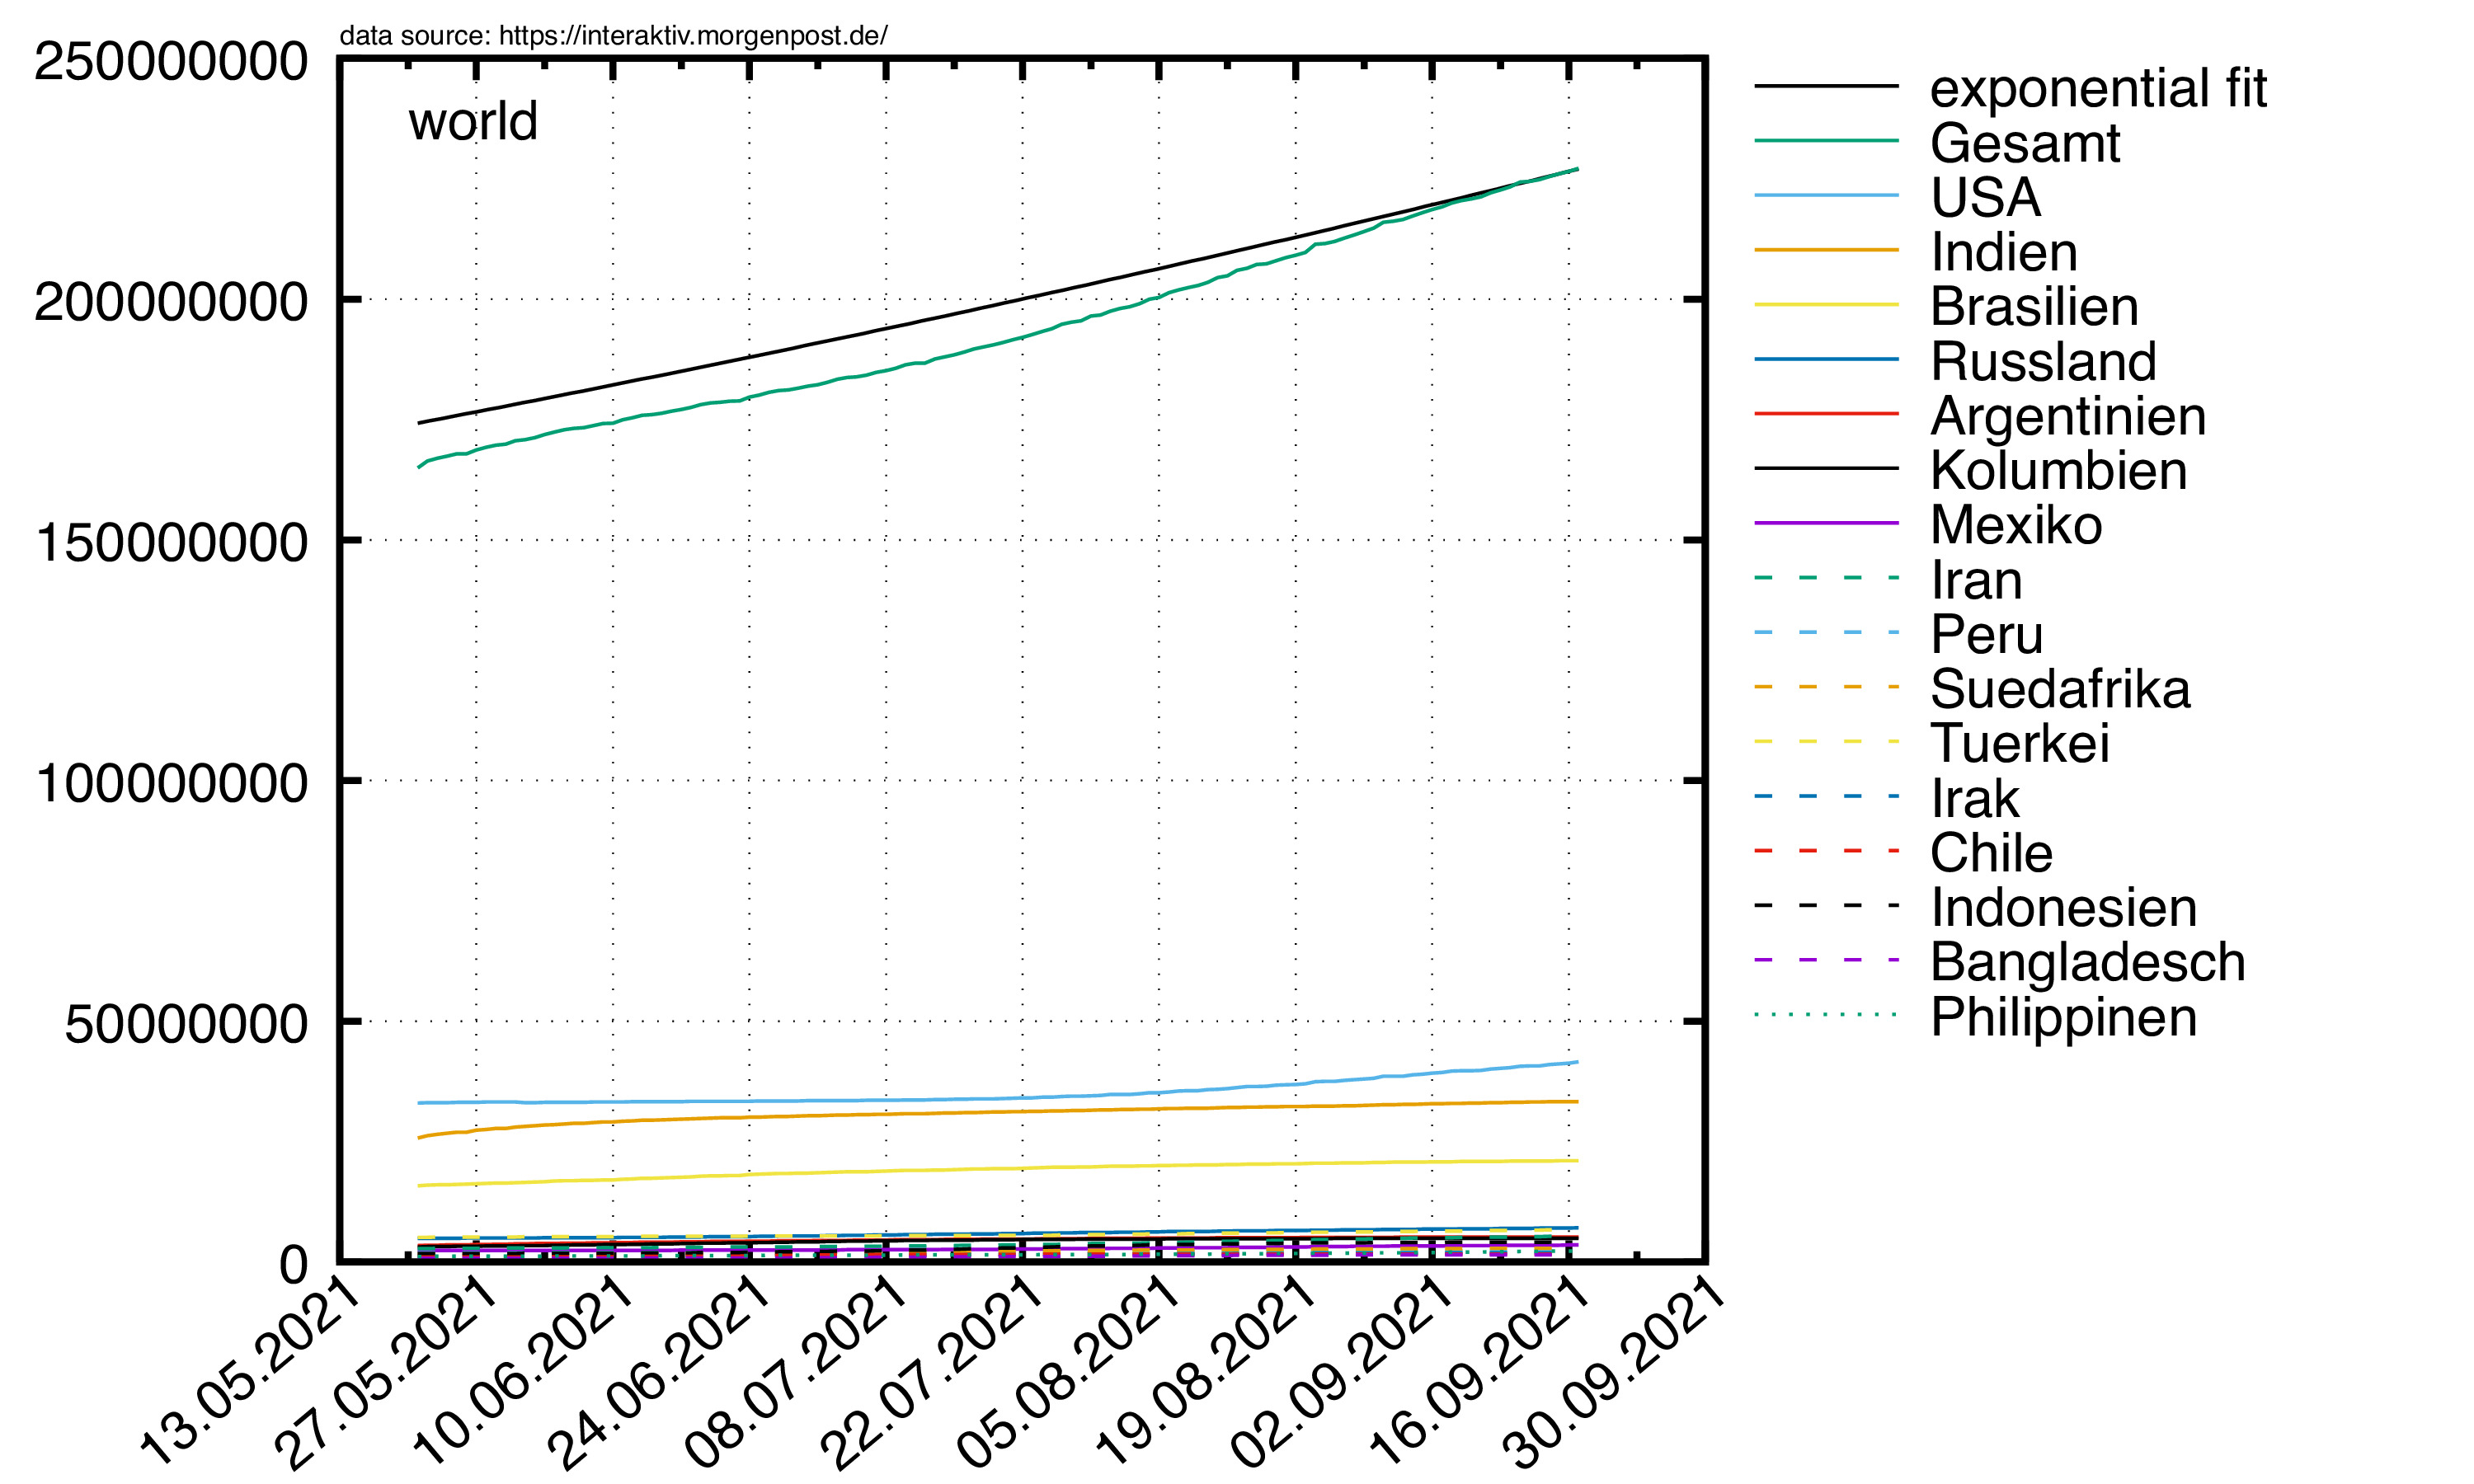 data source: https://interaktiv.morgenpost.de/
250000000
200000000
150000000
100000000
50000000
0
world
13.05.2021
27.05.2021
10.06.2021
24.06.2021
08.07.2021
22.07.2021
05.08.2021
19.08.2021
02.09.2021
16.09.2021
30.09.2021
exponential fit
Gesamt
USA
Indien
Brasilien
Russland
Argentinien
Kolumbien
Mexiko
Iran
Peru
Suedafrika
Tuerkei
Irak
Chile
Indonesien
Bangladesch
Philippinen